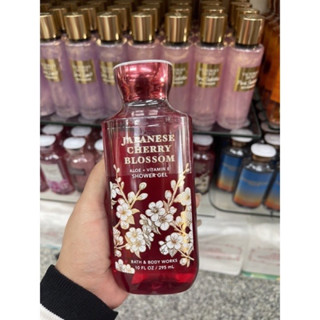 JAPANESE
CHERRY
BLOSSOM
ALOE + VITAMIN E
SHOWER GEL
BATH & BODY WORKS
10 FL OZ / 295 mL